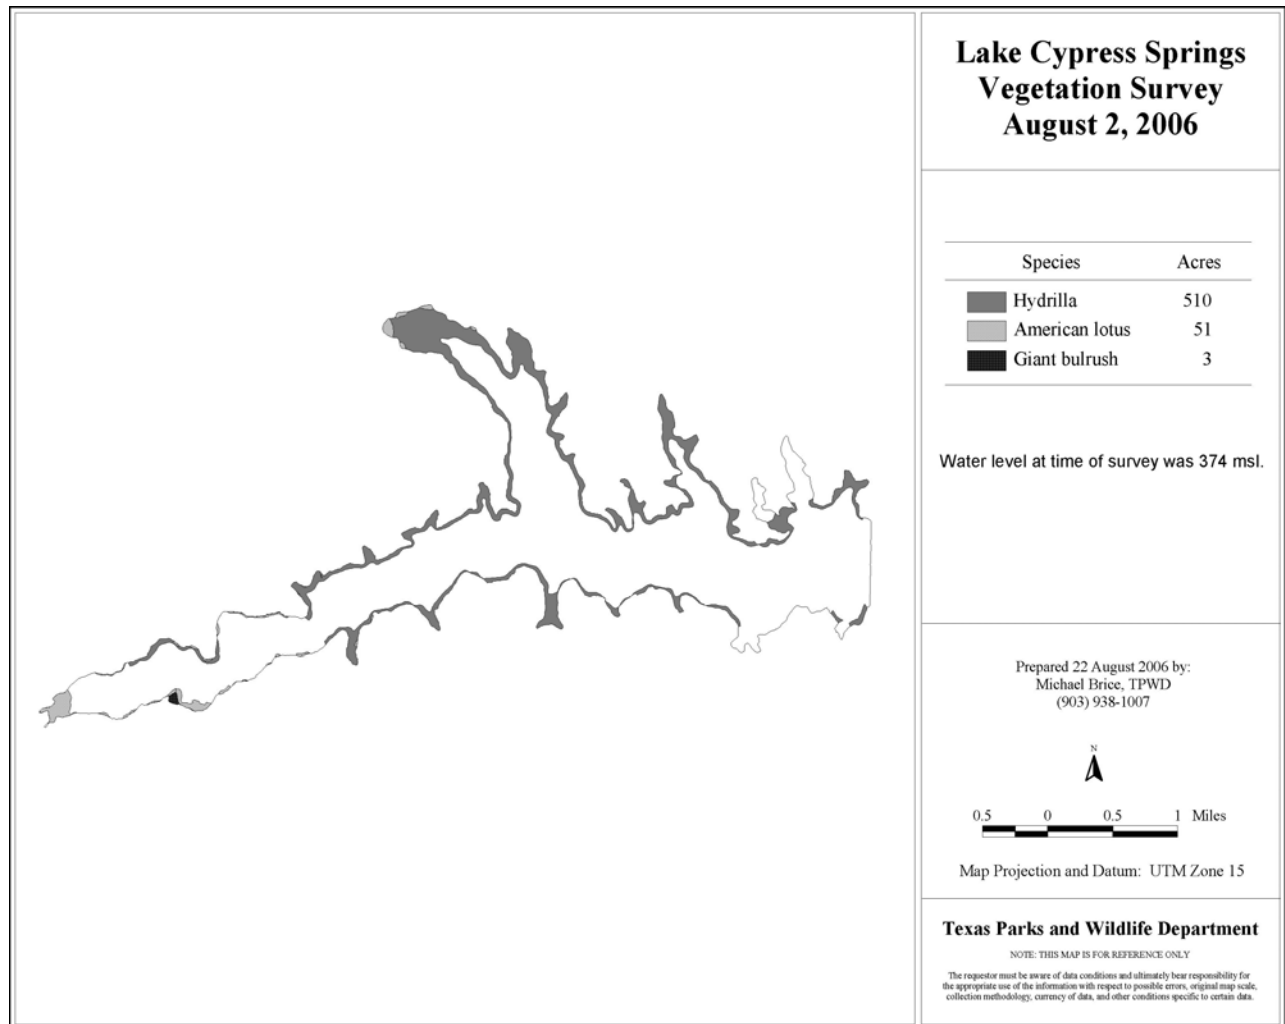 Lake Cypress Springs
Vegetation Survey
August 2, 2006
Species Acres
Hydrilla 510
American lotus 51
Giant bulrush 3
Water level at time of survey was 374 msl.
Prepared 22 August 2006 by:
Michael Brice, TPWD
(903) 938-1007
N
0.5 0 0.5 1 Miles
Map Projection and Datum: UTM Zone 15
Texas Parks and Wildlife Department
NOTE: THIS MAP IS FOR REFERENCE ONLY
The requestor must be aware of data conditions and ultimately bear responsibility for
the appropriate use of the information with respect to possible errors, original map scale,
collection methodology, currency of data, and other conditions specific to certain data.